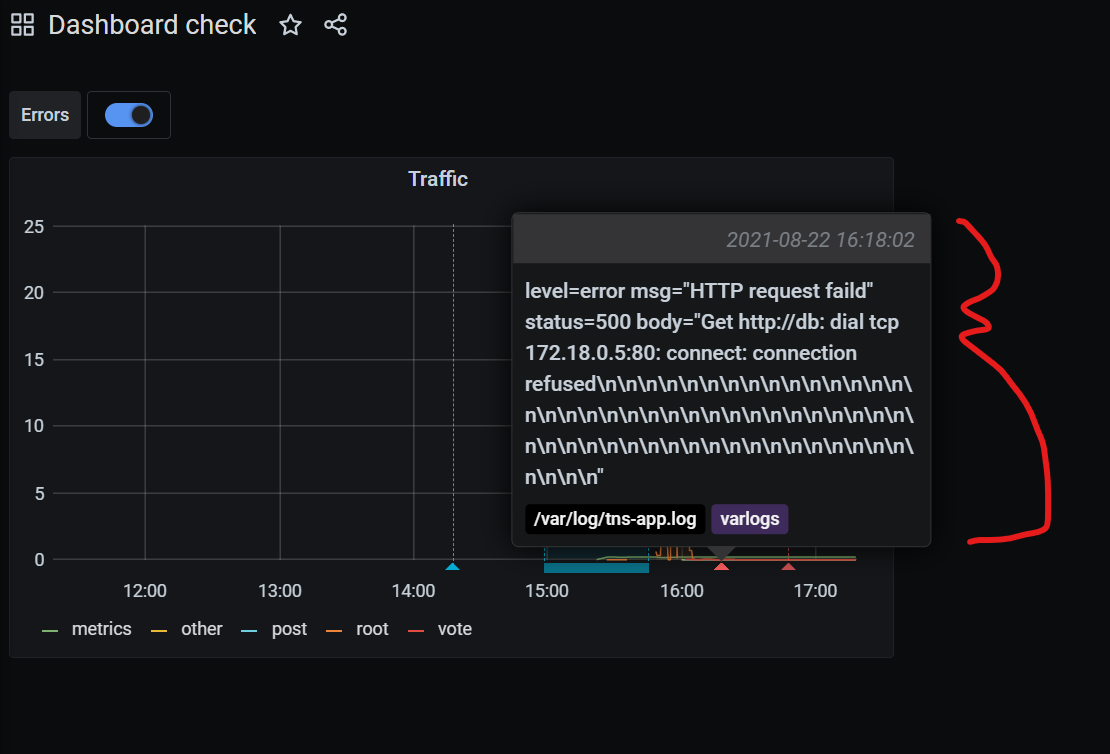 Dashboard check
Errors
Traffic
25
20
15
10
5
0
2021-08-22 16:18:02
level=error msg="HTTP request faild"
status=500 body="Get http://db: dial tcp
172.18.0.5:80: connect: connection
refused\n\n\n\n\n\n\n\n\n\n\n\n\n\n\n\
n\n\n\n\n\n\n\n\n\n\n\n\n\n\n\n\n\n\n\
n\n\n\n\n\n\n\n\n\n\n\n\n\n\n\n\n\n\n\
n\n\n\n"
/var/log/tns-app.log varlogs
12:00 13:00 14:00 15:00 16:00 17:00
metrics other post root vote